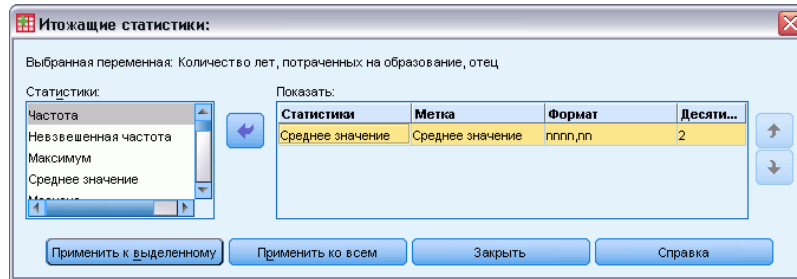 Итожащие статистики:
Выбранная переменная: Количество лет, потраченных на образование, отец
Статистики:
Показать:
Частота
Невзвешенная частота
Максимум
Среднее значение
Статистики Метка Формат Десяти...
Среднее значение Среднее значение nnnn,nn 2
Применить к выделенному Применить ко всем Закрыть Справка